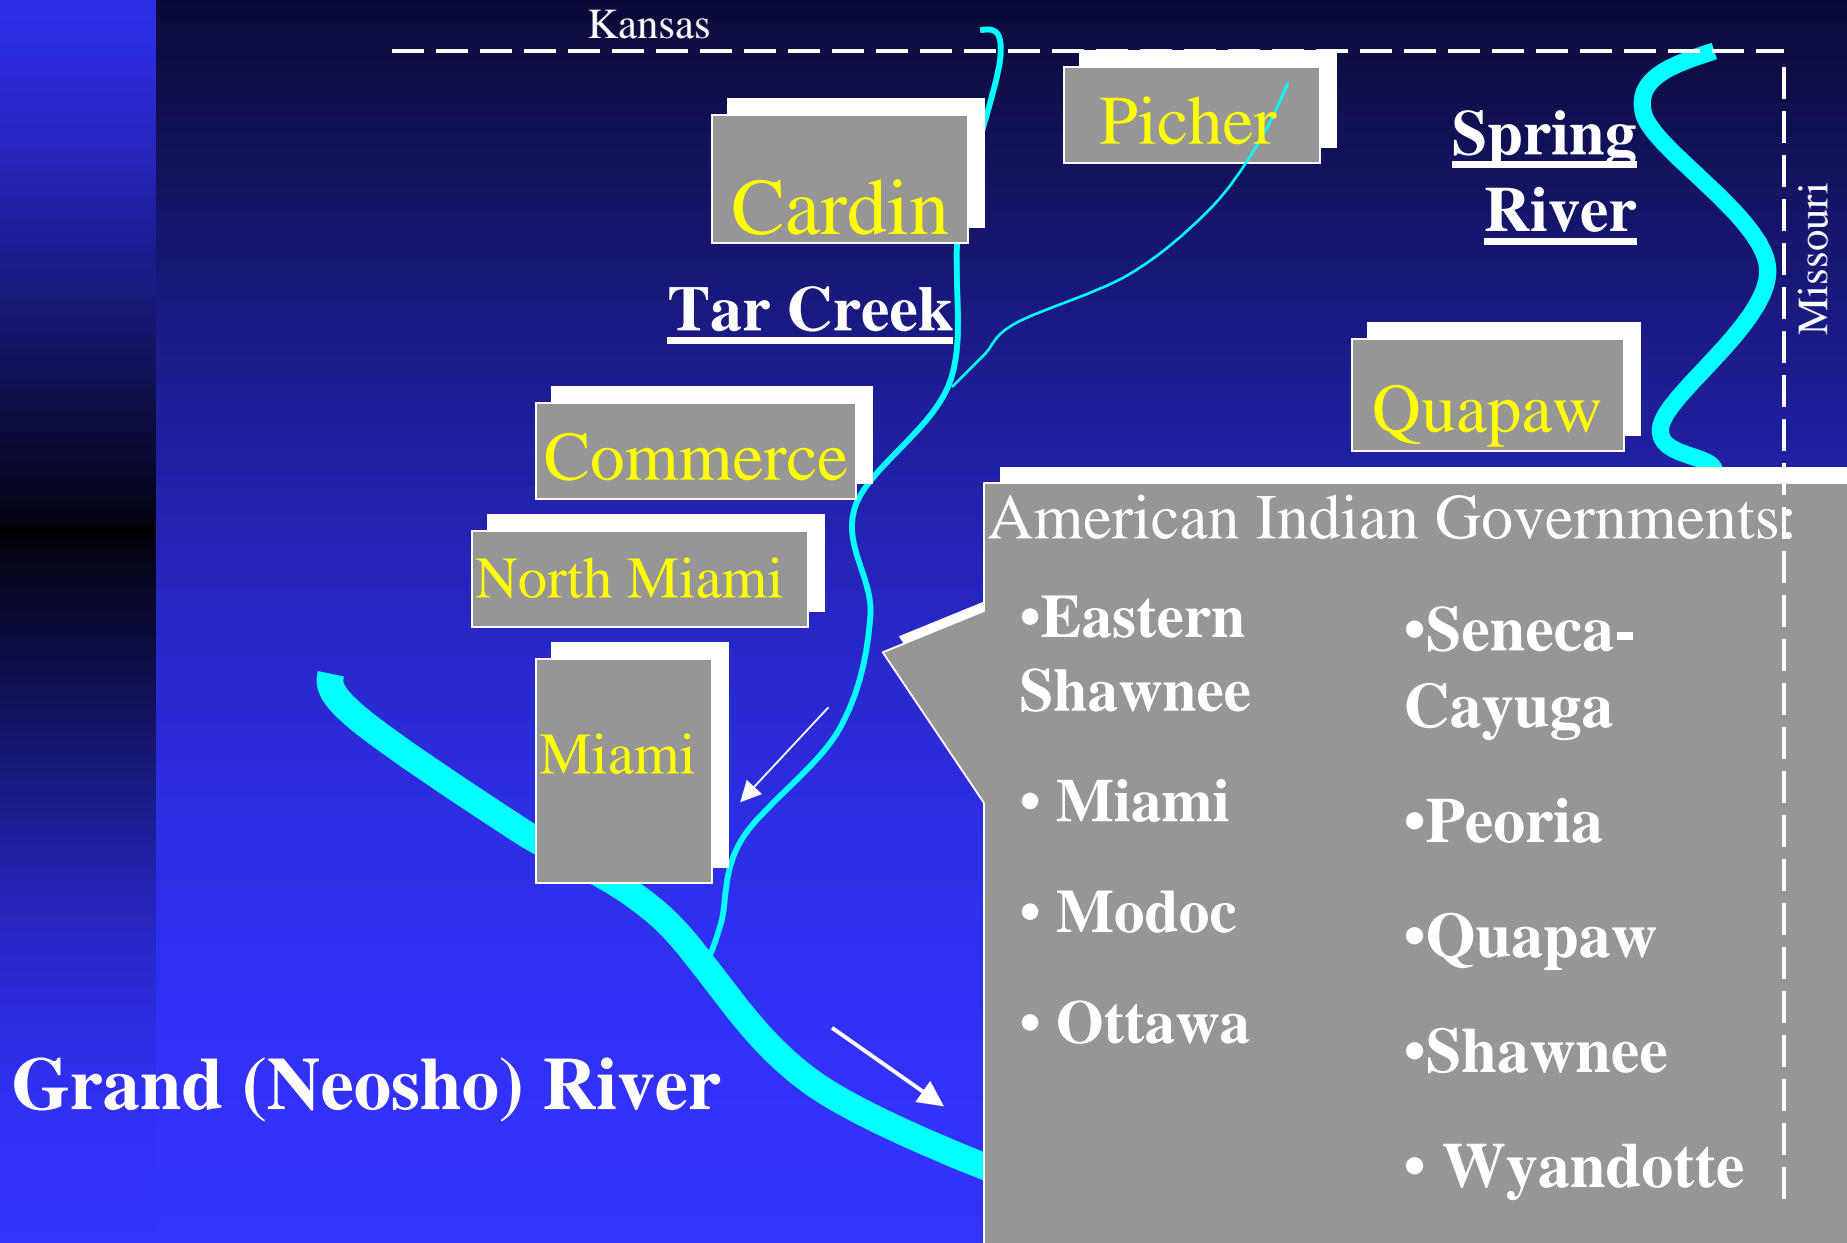 Kansas
Picher
Cardin
Spring
River
Missouri
Tar Creek
Quapaw
Commerce
North Miami
Miami
Grand (Neosho) River
American Indian Governments:
•Eastern
Shawnee
• Miami
• Modoc
• Ottawa
•Seneca-
Cayuga
•Peoria
•Quapaw
•Shawnee
• Wyandotte